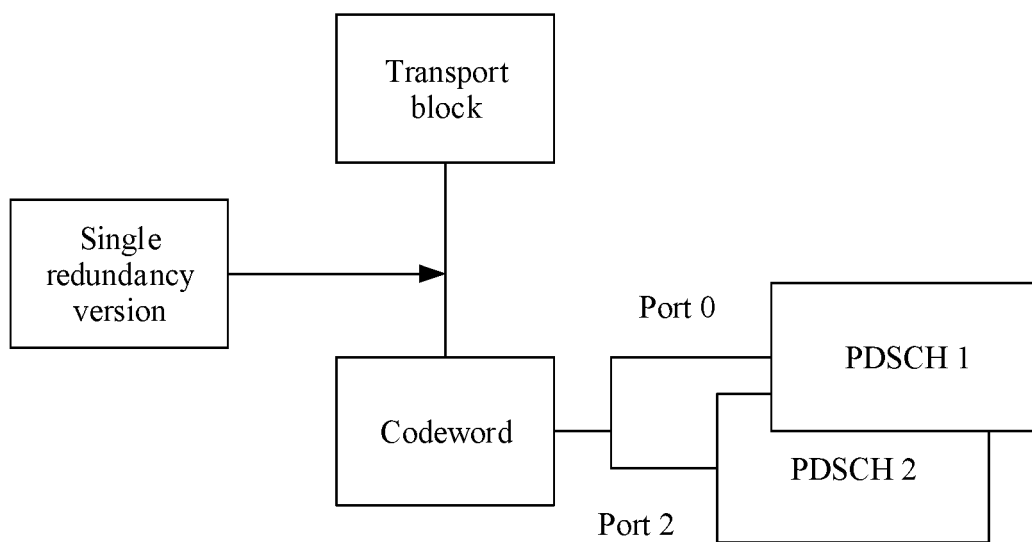 Transport
block
Single
redundancy
version
Port 0
PDSCH 1
Codeword
PDSCH 2
Port 2